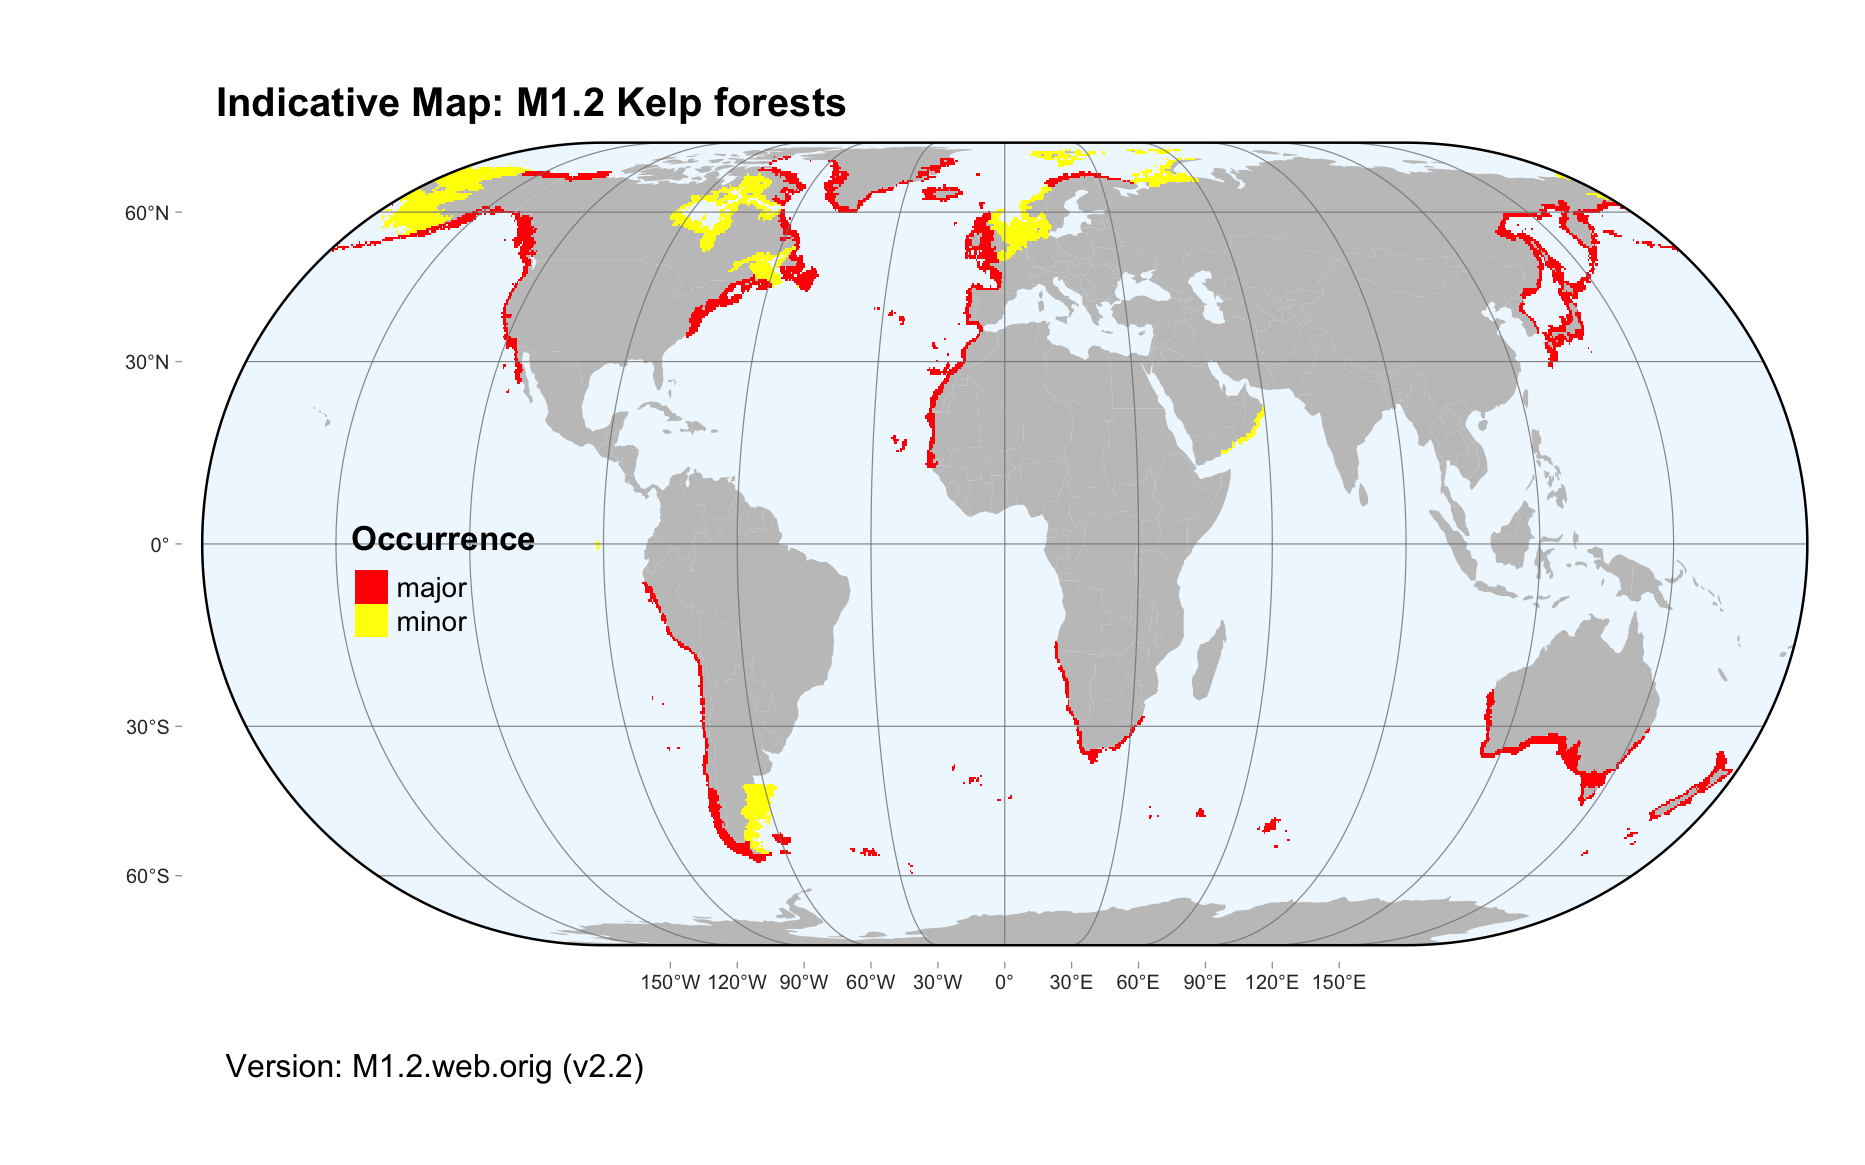 Indicative Map: M1.2 Kelp forests
60°N
30°N
0°
30°S
60°S
Occurrence
major
minor
150°W 120°W 90°W 60°W 30°W 0° 30°E 60°E 90°E 120°E 150°E
Version: M1.2.web.orig (v2.2)